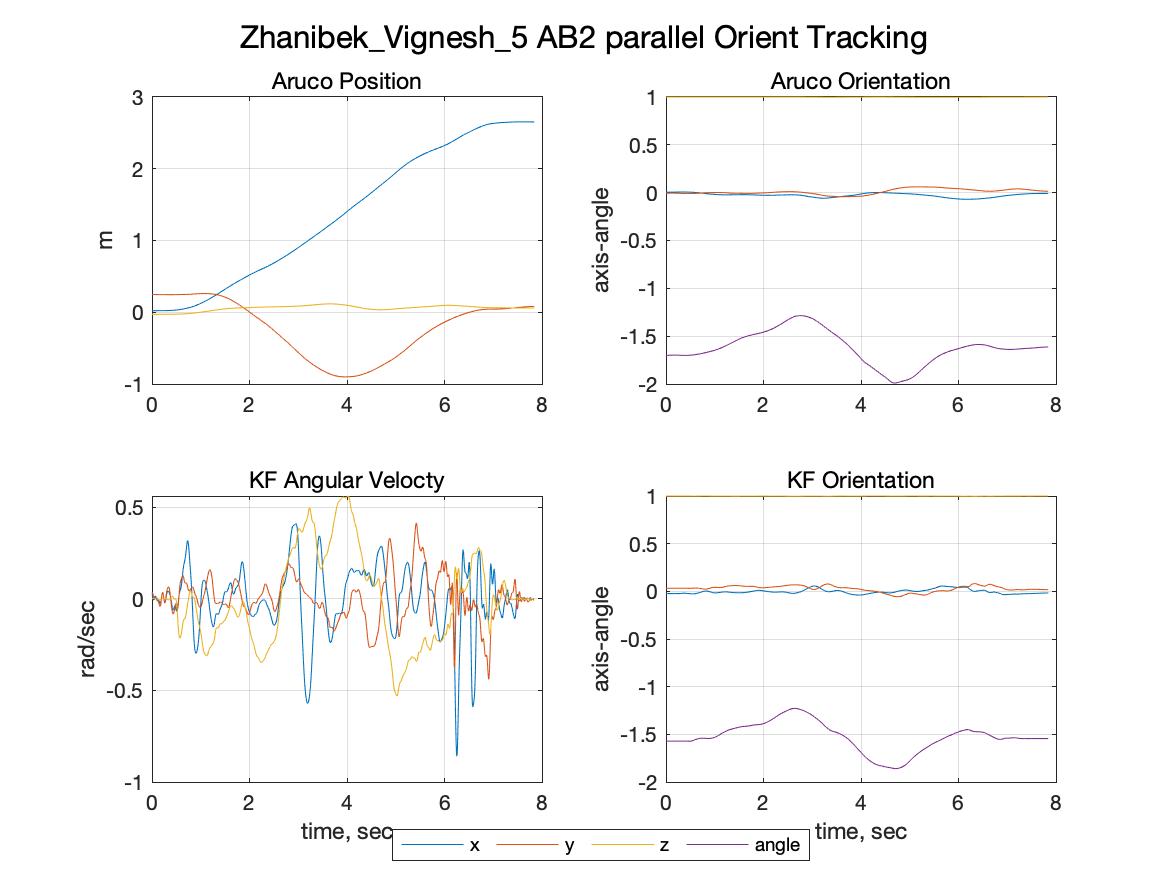 Zhanibek_Vignesh_5 AB2 parallel Orient Tracking
Aruco Position
3
2
1
0
-1
m
0 2 4 6 8
Aruco Orientation
1
0.5
0
-0.5
-1
-1.5
-2
axis-angle
0 2 4 6 8
KF Angular Velocty
0.5
0
-0.5
-1
rad/sec
0 2 4 6 8
time, sec
KF Orientation
1
0.5
0
-0.5
-1
-1.5
-2
axis-angle
0 2 4 6 8
time, sec
x y z angle